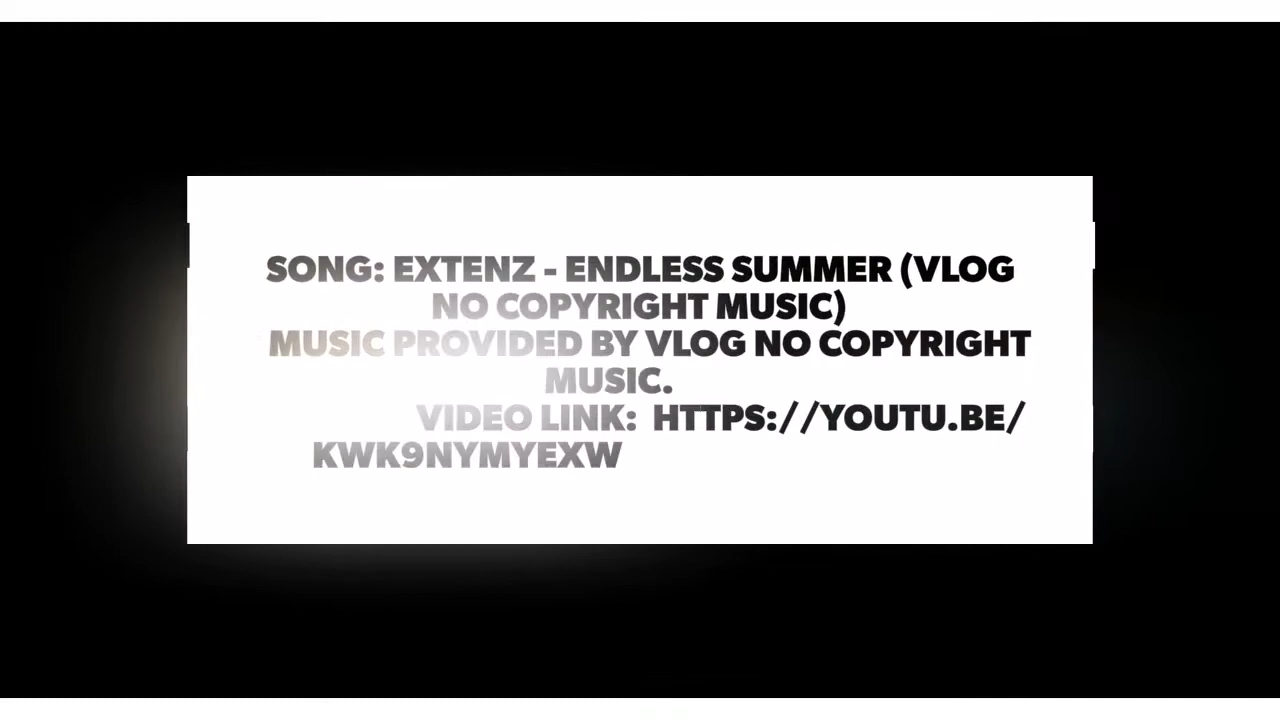 SONG: EXTENZ - ENDLESS SUMMER (VLOG
NO COPYRIGHT MUSIC)
MUSIC PROVIDED BY VLOG NO COPYRIGHT
MUSIC.
VIDEO LINK: HTTPS://YOUTU.BE/
KWK9NYMYEXW